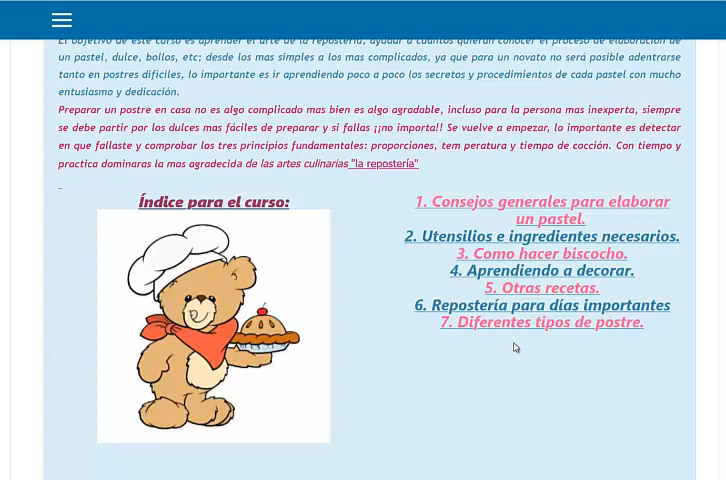 El objetivo de este curso es aprender el arte de la repostería, ayudar a cuantos quieran conocer el proceso de elaboración de
un pastel, dulce, bollos, etc; desde los mas simples a los mas complicados, ya que para un novato no será posible adentrarse
tanto en postres difíciles, lo importante es ir aprendiendo poco a poco los secretos y procedimientos de cada pastel con mucho
entusiasmo y dedicación.
Preparar un postre en casa no es algo complicado mas bien es algo agradable, incluso para la persona mas inexperta, siempre
se debe partir por los dulces mas fáciles de preparar y si fallas ¡¡no importa!! Se vuelve a empezar, lo importante es detectar
en que fallaste y comprobar los tres principios fundamentales: proporciones, tem peratura y tiempo de cocción. Con tiempo y
practica dominaras la mas agradecida de las artes culinarias "la repostería"
Índice para el curso:
1. Consejos generales para elaborar
un pastel.
2. Utensilios e ingredientes necesarios.
3. Como hacer biscocho.
4. Aprendiendo a decorar.
5. Otras recetas.
6. Repostería para días importantes
7. Diferentes tipos de postre.